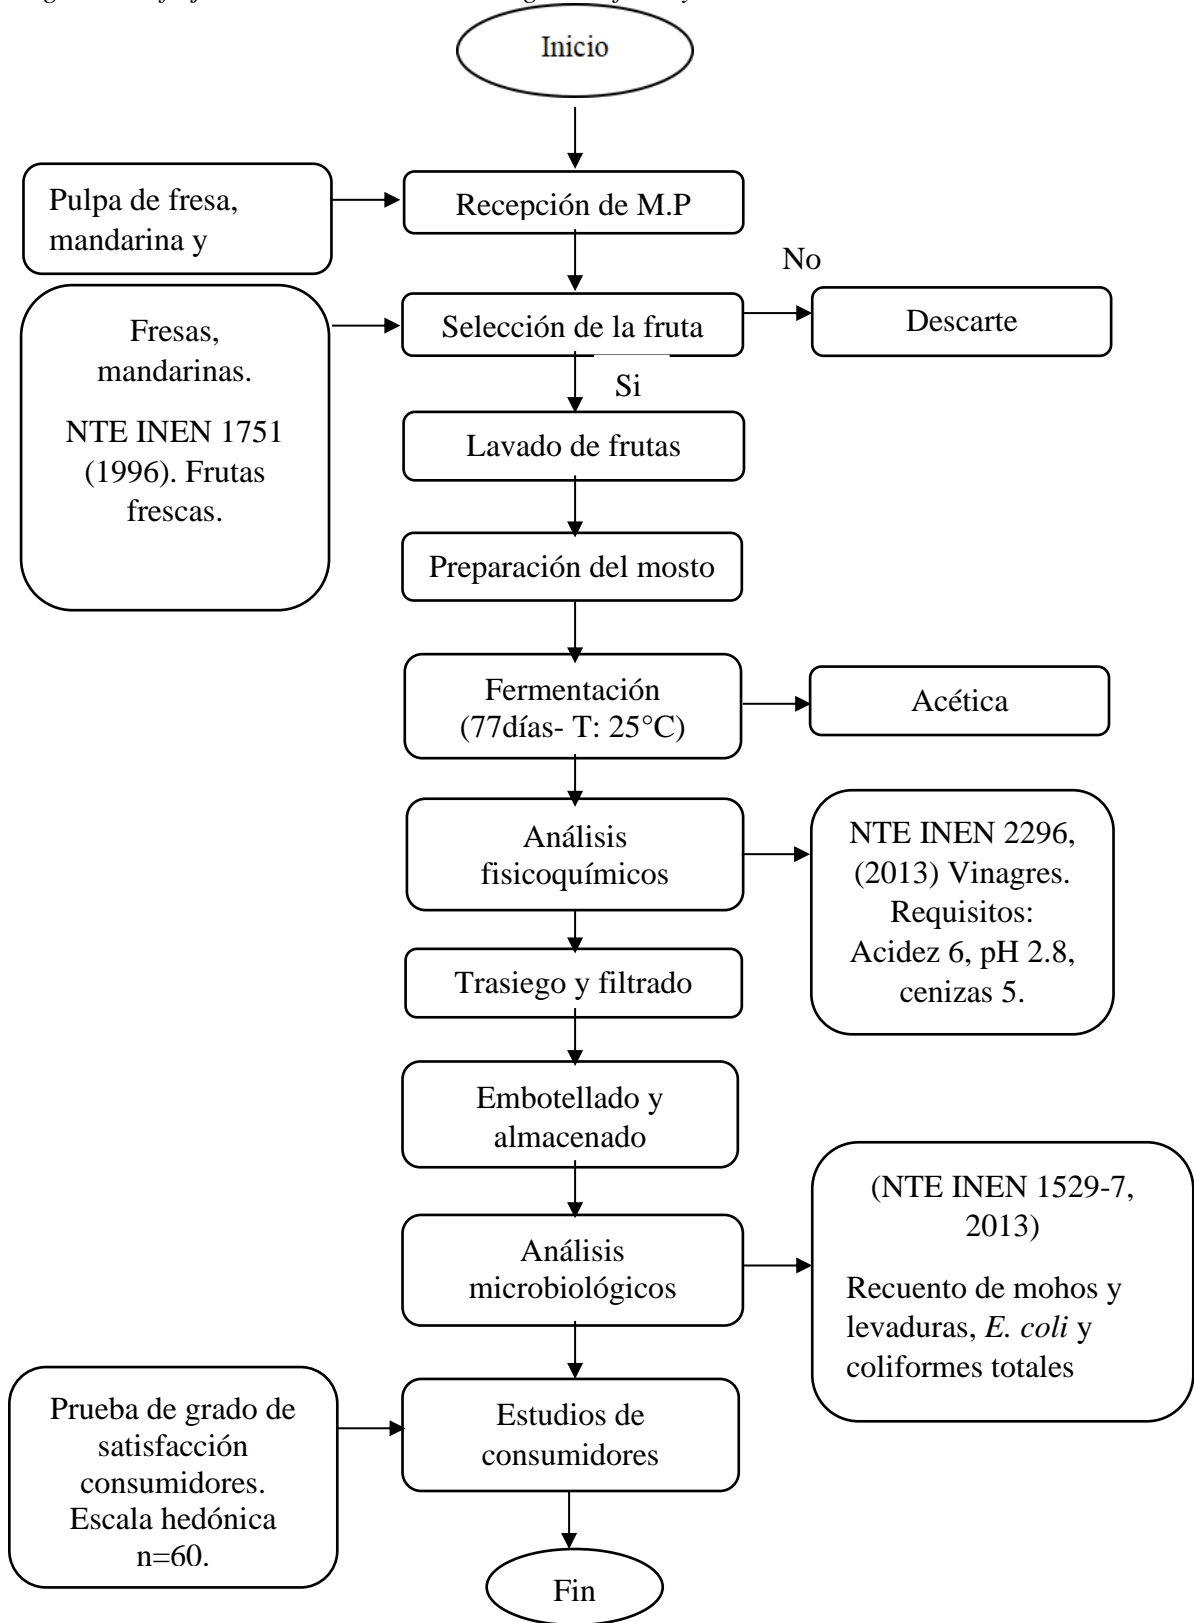 Inicio
Pulpa de fresa,
mandarina y
Recepción de M.P
No
Fresas,
mandarinas.
NTE INEN 1751
(1996). Frutas
frescas.
Selección de la fruta
Descarte
Si
Lavado de frutas
Preparación del mosto
Fermentación
(77días- T: 25°C)
Acética
Análisis
fisicoquímicos
NTE INEN 2296,
(2013) Vinagres.
Requisitos:
Acidez 6, pH 2.8,
cenizas 5.
Trasiego y filtrado
Embotellado y
almacenado
Análisis
microbiológicos
(NTE INEN 1529-7,
2013)
Recuento de mohos y
levaduras, E. coli y
coliformes totales
Prueba de grado de
satisfacción
consumidores.
Escala hedónica
n=60.
Estudios de
consumidores
Fin